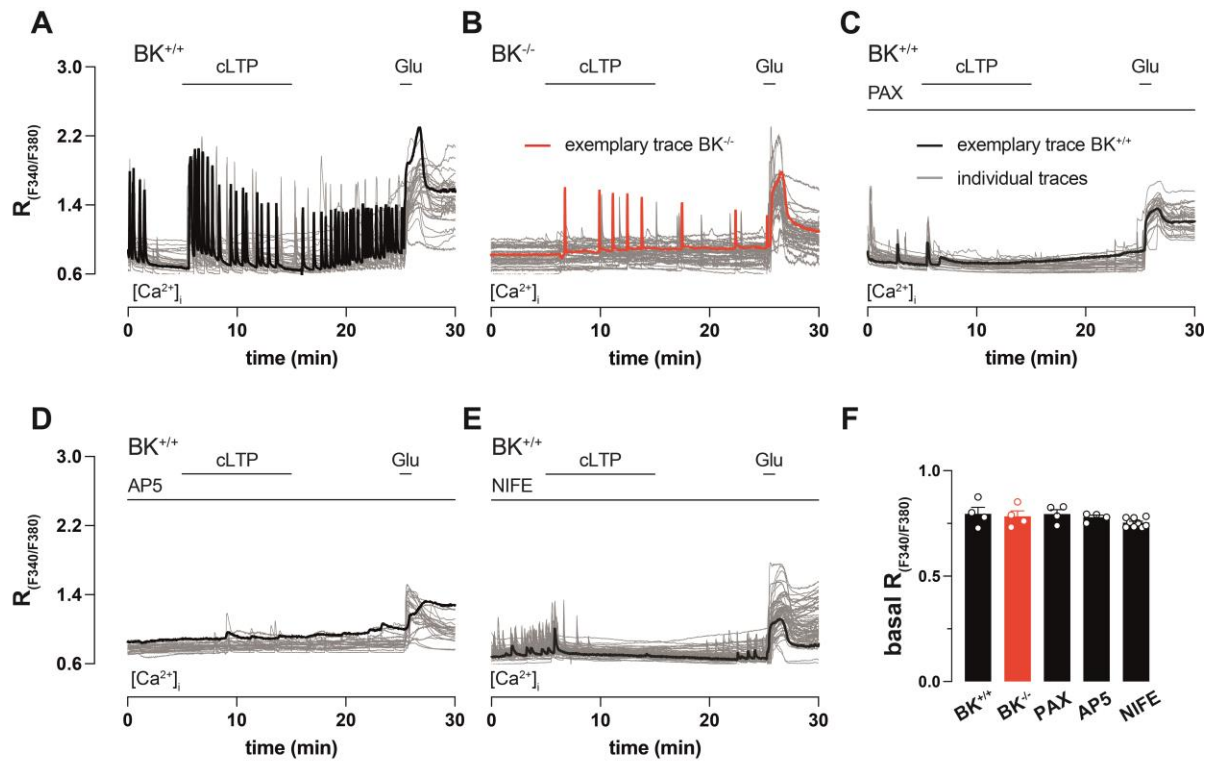 A
BK+/+
cLTP
Glu
R(F340/F380)
3.0
2.2
1.4
0.6
[Ca2+]i
0
10
20
30
time (min)
B
BK-/-
cLTP
Glu
exemplary trace BK-/-
[Ca2+]i
0
10
20
30
time (min)
C
BK+/+
cLTP
Glu
PAX
exemplary trace BK+/+
individual traces
[Ca2+]i
0
10
20
30
time (min)
D
BK+/+
cLTP
Glu
AP5
R(F340/F380)
3.0
2.2
1.4
0.6
[Ca2+]i
0
10
20
30
time (min)
E
BK+/+
cLTP
Glu
NIFE
[Ca2+]i
0
10
20
30
time (min)
F
basal R(F340/F380)
1.0
0.5
0.0
BK+/+
BK-/-
PAX
AP5
NIFE